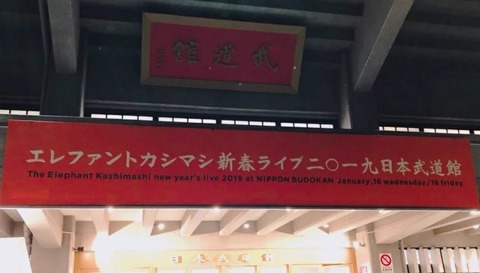 館道武
エレファントカシマシ新春ライブ二〇一九日本武道館
The Elephant Kashimashi new year's live 2019 at NIPPON BUDOKAN January,16 wednesday/18 friday